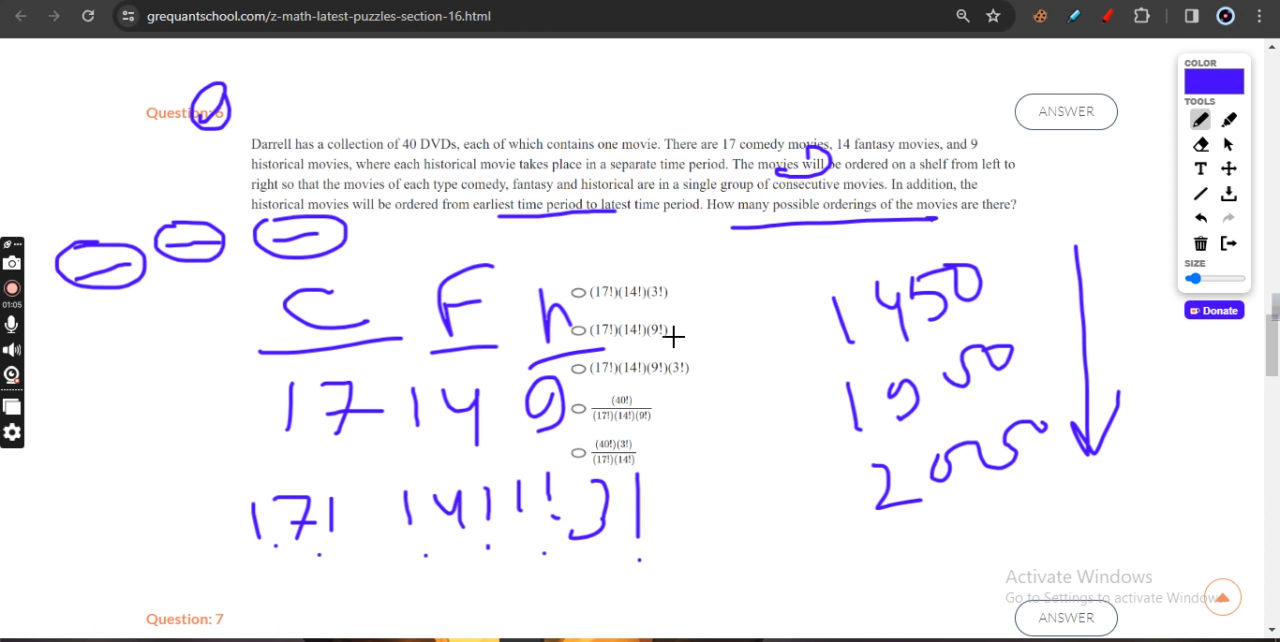 grequantschool.com/z-math-latest-puzzles-section-16.html
COLOR
TOOLS
T
SIZE
Donate
01:05
ANSWER
Darrell has a collection of 40 DVDs, each of which contains one movie. There are 17 comedy movies, 14 fantasy movies, and 9
historical movies, where each historical movie takes place in a separate time period. The movies will be ordered on a shelf from left to
right so that the movies of each type comedy, fantasy and historical are in a single group of consecutive movies. In addition, the
historical movies will be ordered from earliest time period to latest time period. How many possible orderings of the movies are there?
C F h
17 14 9
17! 14! 1! 3!
(17!)(14!)(3!)
(17!)(14!)(9!)
(17!)(14!)(9!)(3!)
(40!)
(17!)(14!)(9!)
(40!)(3!)
(17!)(14!)
1450
1950
2050
Activate Windows
Go to Settings to activate Window
Question: 7
ANSWER